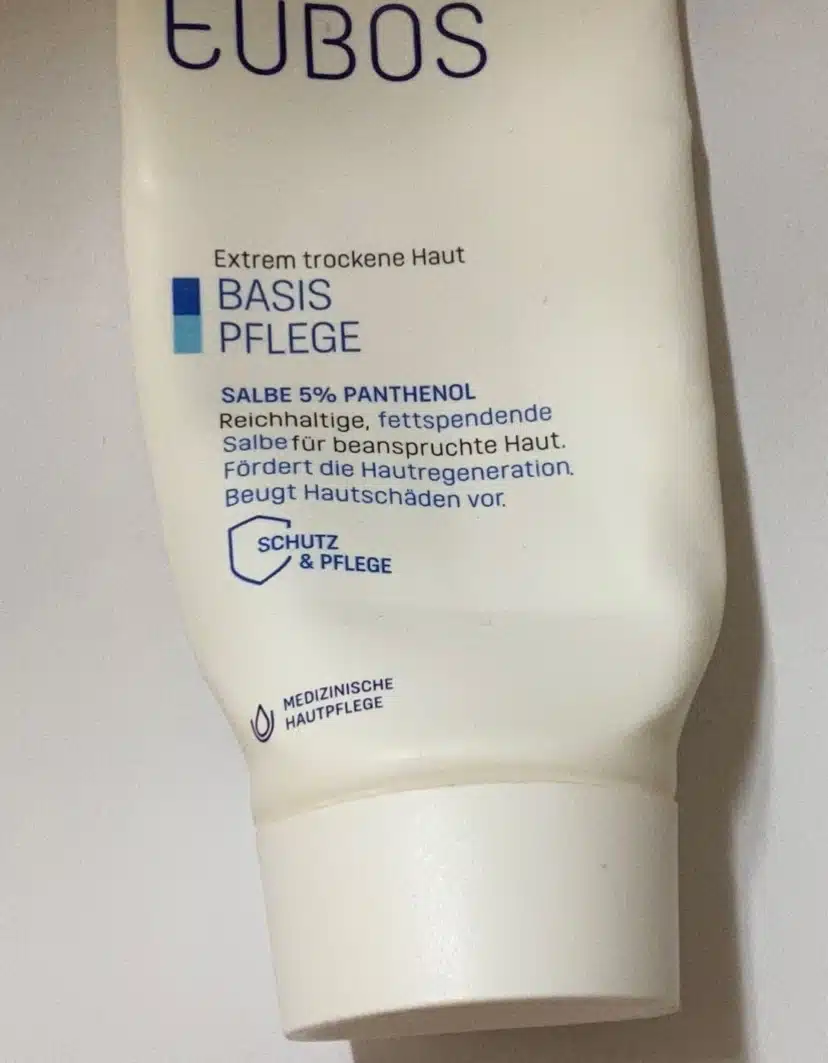 EUBOS
Extrem trockene Haut
BASIS
PFLEGE
SALBE 5% PANTHENOL
Reichhaltige, fettspendende
Salbe für beanspruchte Haut.
Fördert die Hautregeneration.
Beugt Hautschäden vor.
SCHUTZ
& PFLEGE
MEDIZINISCHE
HAUTPFLEGE